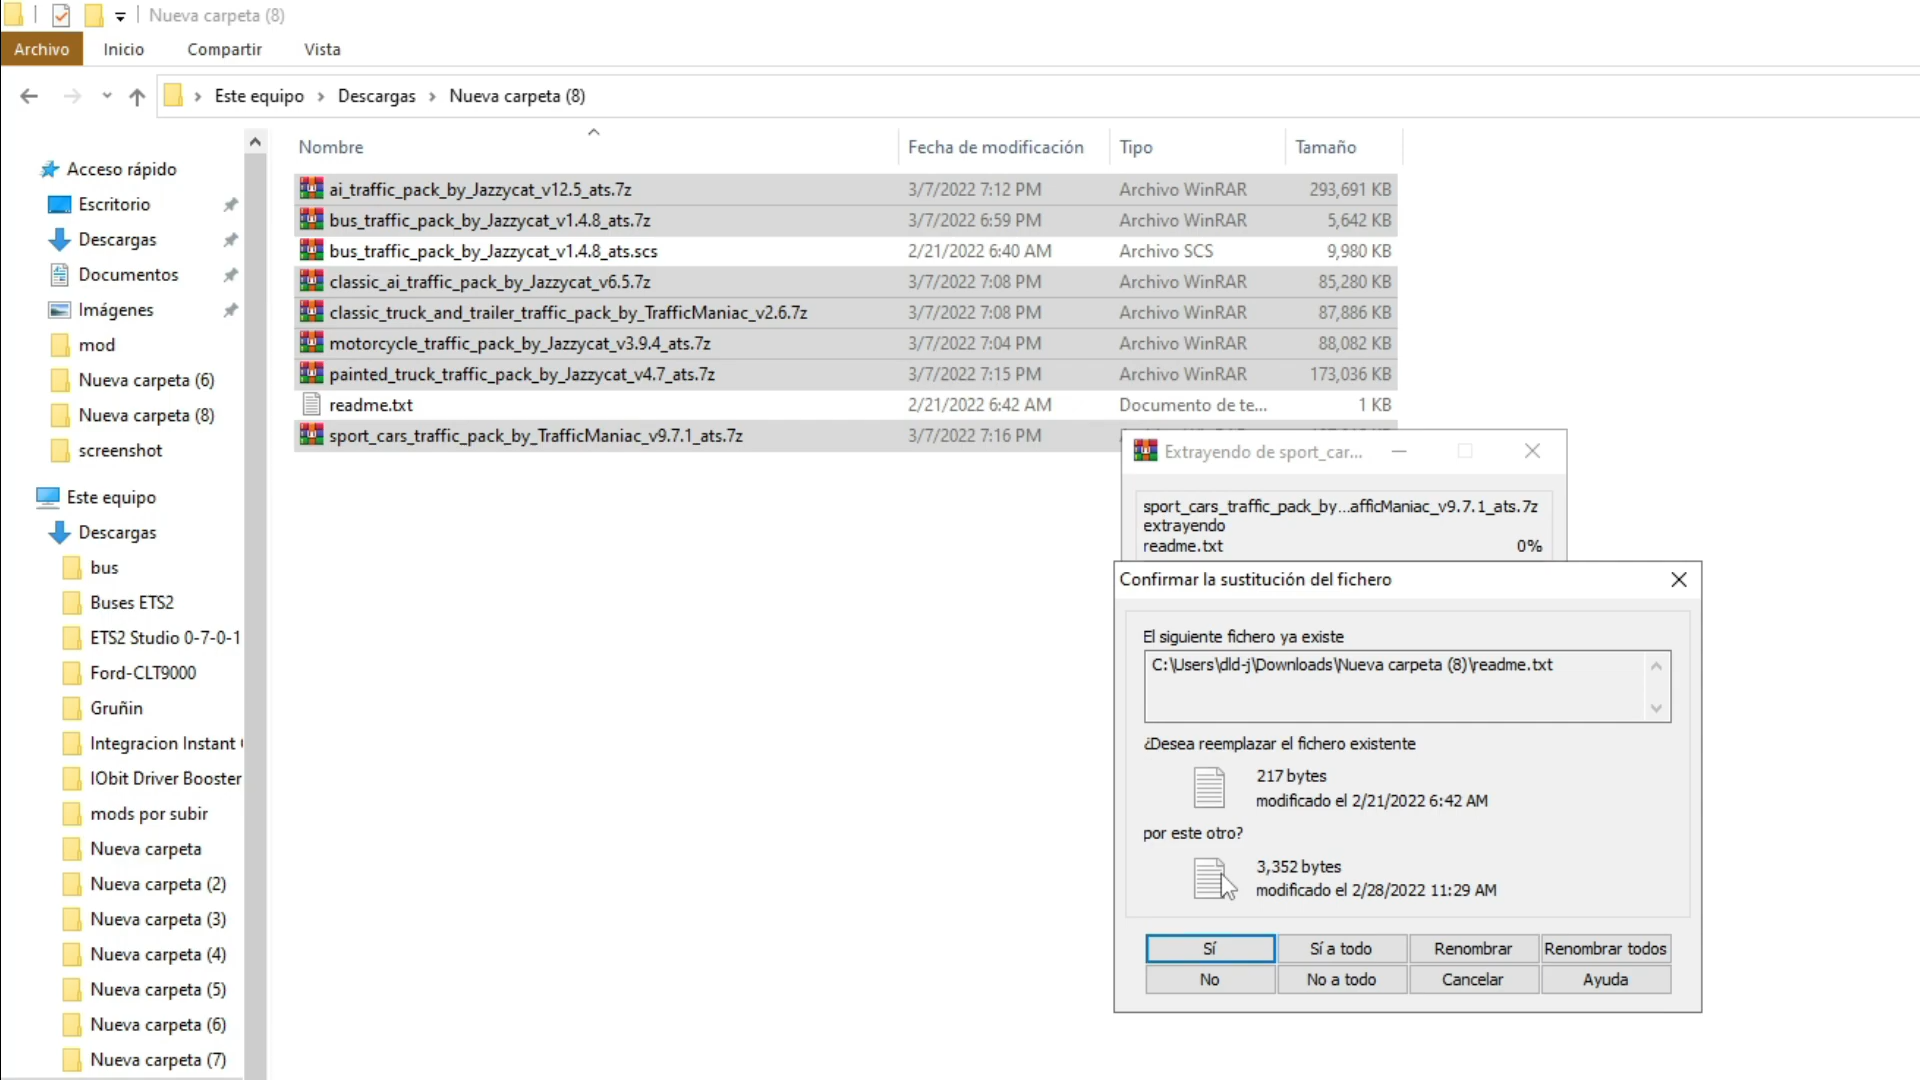 Nueva carpeta (8)
Archivo Inicio Compartir Vista
Este equipo › Descargas › Nueva carpeta (8)
Nombre Fecha de modificación Tipo Tamaño
Acceso rápido
Escritorio
Descargas
Documentos
Imágenes
mod
Nueva carpeta (6)
Nueva carpeta (8)
screenshot
Este equipo
Descargas
bus
Buses ETS2
ETS2 Studio 0-7-0-1
Ford-CLT9000
Gruñin
Integracion Instant
IObit Driver Booster
mods por subir
Nueva carpeta
Nueva carpeta (2)
Nueva carpeta (3)
Nueva carpeta (4)
Nueva carpeta (5)
Nueva carpeta (6)
Nueva carpeta (7)
ai_traffic_pack_by_Jazzycat_v12.5_ats.7z 3/7/2022 7:12 PM Archivo WinRAR 293,691 KB
bus_traffic_pack_by_Jazzycat_v1.4.8_ats.7z 3/7/2022 6:59 PM Archivo WinRAR 5,642 KB
bus_traffic_pack_by_Jazzycat_v1.4.8_ats.scs 2/21/2022 6:40 AM Archivo SCS 9,980 KB
classic_ai_traffic_pack_by_Jazzycat_v6.5.7z 3/7/2022 7:08 PM Archivo WinRAR 85,280 KB
classic_truck_and_trailer_traffic_pack_by_TrafficManiac_v2.6.7z 3/7/2022 7:08 PM Archivo WinRAR 87,886 KB
motorcycle_traffic_pack_by_Jazzycat_v3.9.4_ats.7z 3/7/2022 7:04 PM Archivo WinRAR 88,082 KB
painted_truck_traffic_pack_by_Jazzycat_v4.7_ats.7z 3/7/2022 7:15 PM Archivo WinRAR 173,036 KB
readme.txt 2/21/2022 6:42 AM Documento de te... 1 KB
sport_cars_traffic_pack_by_TrafficManiac_v9.7.1_ats.7z 3/7/2022 7:16 PM
Extrayendo de sport_car...
sport_cars_traffic_pack_by...afficManiac_v9.7.1_ats.7z
extrayendo
readme.txt 0%
Confirmar la sustitución del fichero
El siguiente fichero ya existe
C:\Users\dld-j\Downloads\Nueva carpeta (8)\readme.txt
¿Desea reemplazar el fichero existente
217 bytes
modificado el 2/21/2022 6:42 AM
por este otro?
3,352 bytes
modificado el 2/28/2022 11:29 AM
Sí Sí a todo Renombrar Renombrar todos
No No a todo Cancelar Ayuda